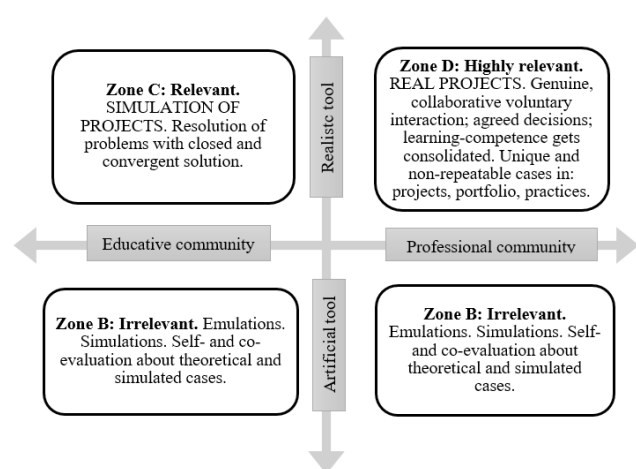 Zone C: Relevant.
SIMULATION OF
PROJECTS. Resolution of
problems with closed and
convergent solution.
Realistc tool
Zone D: Highly relevant.
REAL PROJECTS. Genuine,
collaborative voluntary
interaction; agreed decisions;
learning-competence gets
consolidated. Unique and
non-repeatable cases in:
projects, portfolio, practices.
Educative community
Professional community
Zone B: Irrelevant. Emulations.
Simulations. Self- and co-
evaluation about theoretical and
simulated cases.
Artificial tool
Zone B: Irrelevant.
Emulations. Simulations. Self-
and co-evaluation about
theoretical and simulated
cases.